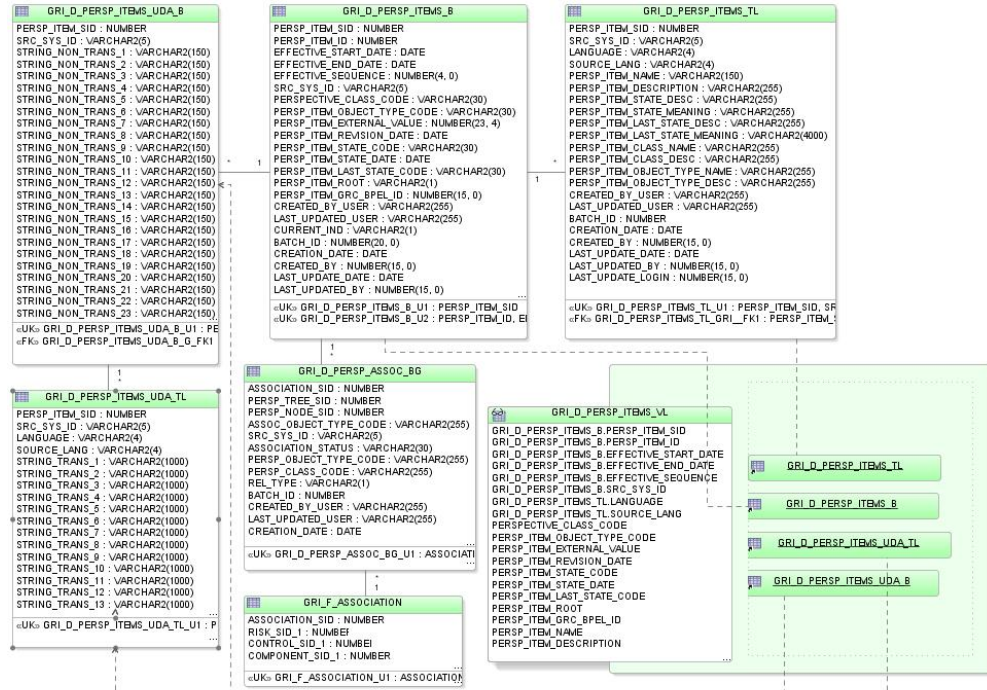 GRI_D_PERSP_ITEMS_UDA_B
PERSP_ITEM_SID : NUMBER
SRC_SYS_ID : VARCHAR2(5)
STRING_NON_TRANS_1 : VARCHAR2(150)
STRING_NON_TRANS_2 : VARCHAR2(150)
STRING_NON_TRANS_3 : VARCHAR2(150)
STRING_NON_TRANS_4 : VARCHAR2(150)
STRING_NON_TRANS_5 : VARCHAR2(150)
STRING_NON_TRANS_6 : VARCHAR2(150)
STRING_NON_TRANS_7 : VARCHAR2(150)
STRING_NON_TRANS_8 : VARCHAR2(150)
STRING_NON_TRANS_9 : VARCHAR2(150)
STRING_NON_TRANS_10 : VARCHAR2(150)
STRING_NON_TRANS_11 : VARCHAR2(150)
STRING_NON_TRANS_12 : VARCHAR2(150)
STRING_NON_TRANS_13 : VARCHAR2(150)
STRING_NON_TRANS_14 : VARCHAR2(150)
STRING_NON_TRANS_15 : VARCHAR2(150)
STRING_NON_TRANS_16 : VARCHAR2(150)
STRING_NON_TRANS_17 : VARCHAR2(150)
STRING_NON_TRANS_18 : VARCHAR2(150)
STRING_NON_TRANS_19 : VARCHAR2(150)
STRING_NON_TRANS_20 : VARCHAR2(150)
STRING_NON_TRANS_21 : VARCHAR2(150)
STRING_NON_TRANS_22 : VARCHAR2(150)
STRING_NON_TRANS_23 : VARCHAR2(150)
...
«UK» GRI_D_PERSP_ITEMS_UDA_B_U1 : PE
«FK» GRI_D_PERSP_ITEMS_UDA_B_G_FK1
* 1
GRI_D_PERSP_ITEMS_B
PERSP_ITEM_SID : NUMBER
PERSP_ITEM_ID : NUMBER
EFFECTIVE_START_DATE : DATE
EFFECTIVE_END_DATE : DATE
EFFECTIVE_SEQUENCE : NUMBER(4, 0)
SRC_SYS_ID : VARCHAR2(5)
PERSPECTIVE_CLASS_CODE : VARCHAR2(30)
PERSP_ITEM_OBJECT_TYPE_CODE : VARCHAR2(30)
PERSP_ITEM_EXTERNAL_VALUE : NUMBER(23, 4)
PERSP_ITEM_REVISION_DATE : DATE
PERSP_ITEM_STATE_CODE : VARCHAR2(30)
PERSP_ITEM_STATE_DATE : DATE
PERSP_ITEM_LAST_STATE_CODE : VARCHAR2(30)
PERSP_ITEM_ROOT : VARCHAR2(1)
PERSP_ITEM_GRC_BPEL_ID : NUMBER(15, 0)
CREATED_BY_USER : VARCHAR2(255)
LAST_UPDATED_USER : VARCHAR2(255)
CURRENT_IND : VARCHAR2(1)
BATCH_ID : NUMBER(20, 0)
CREATION_DATE : DATE
CREATED_BY : NUMBER(15, 0)
LAST_UPDATE_DATE : DATE
LAST_UPDATED_BY : NUMBER(15, 0)
...
«UK» GRI_D_PERSP_ITEMS_B_U1 : PERSP_ITEM_SID
«UK» GRI_D_PERSP_ITEMS_B_U2 : PERSP_ITEM_ID, EI
1 *
GRI_D_PERSP_ITEMS_TL
PERSP_ITEM_SID : NUMBER
SRC_SYS_ID : VARCHAR2(5)
LANGUAGE : VARCHAR2(4)
SOURCE_LANG : VARCHAR2(4)
PERSP_ITEM_NAME : VARCHAR2(150)
PERSP_ITEM_DESCRIPTION : VARCHAR2(255)
PERSP_ITEM_STATE_DESC : VARCHAR2(255)
PERSP_ITEM_STATE_MEANING : VARCHAR2(255)
PERSP_ITEM_LAST_STATE_DESC : VARCHAR2(255)
PERSP_ITEM_LAST_STATE_MEANING : VARCHAR2(4000)
PERSP_ITEM_CLASS_NAME : VARCHAR2(255)
PERSP_ITEM_CLASS_DESC : VARCHAR2(255)
PERSP_ITEM_OBJECT_TYPE_NAME : VARCHAR2(255)
PERSP_ITEM_OBJECT_TYPE_DESC : VARCHAR2(255)
CREATED_BY_USER : VARCHAR2(255)
LAST_UPDATED_USER : VARCHAR2(255)
BATCH_ID : NUMBER
CREATION_DATE : DATE
CREATED_BY : NUMBER(15, 0)
LAST_UPDATE_DATE : DATE
LAST_UPDATED_BY : NUMBER(15, 0)
LAST_UPDATE_LOGIN : NUMBER(15, 0)
«UK» GRI_D_PERSP_ITEMS_TL_U1 : PERSP_ITEM_SID, SR
«FK» GRI_D_PERSP_ITEMS_TL_GRI__FK1 : PERSP_ITEM_S
1
*
GRI_D_PERSP_ITEMS_UDA_TL
PERSP_ITEM_SID : NUMBER
SRC_SYS_ID : VARCHAR2(5)
LANGUAGE : VARCHAR2(4)
SOURCE_LANG : VARCHAR2(4)
STRING_TRANS_1 : VARCHAR2(1000)
STRING_TRANS_2 : VARCHAR2(1000)
STRING_TRANS_3 : VARCHAR2(1000)
STRING_TRANS_4 : VARCHAR2(1000)
STRING_TRANS_5 : VARCHAR2(1000)
STRING_TRANS_6 : VARCHAR2(1000)
STRING_TRANS_7 : VARCHAR2(1000)
STRING_TRANS_8 : VARCHAR2(1000)
STRING_TRANS_9 : VARCHAR2(1000)
STRING_TRANS_10 : VARCHAR2(1000)
STRING_TRANS_11 : VARCHAR2(1000)
STRING_TRANS_12 : VARCHAR2(1000)
STRING_TRANS_13 : VARCHAR2(1000)
...
«UK» GRI_D_PERSP_ITEMS_UDA_TL_U1 : P
...
1
*
GRI_D_PERSP_ASSOC_BG
ASSOCIATION_SID : NUMBER
PERSP_TREE_SID : NUMBER
PERSP_NODE_SID : NUMBER
ASSOC_OBJECT_TYPE_CODE : VARCHAR2(255)
SRC_SYS_ID : VARCHAR2(5)
ASSOCIATION_STATUS : VARCHAR2(30)
PERSP_OBJECT_TYPE_CODE : VARCHAR2(255)
PERSP_CLASS_CODE : VARCHAR2(255)
REL_TYPE : VARCHAR2(1)
BATCH_ID : NUMBER
CREATED_BY_USER : VARCHAR2(255)
LAST_UPDATED_USER : VARCHAR2(255)
CREATION_DATE : DATE
...
«UK» GRI_D_PERSP_ASSOC_BG_U1 : ASSOCIATI
...
*
1
GRI_F_ASSOCIATION
ASSOCIATION_SID : NUMBER
RISK_SID_1 : NUMBER
CONTROL_SID_1 : NUMBER
COMPONENT_SID_1 : NUMBER
...
«UK» GRI_F_ASSOCIATION_U1 : ASSOCIATION
GRI_D_PERSP_ITEMS_VL
GRI_D_PERSP_ITEMS_B.PERSP_ITEM_SID
GRI_D_PERSP_ITEMS_B.PERSP_ITEM_ID
GRI_D_PERSP_ITEMS_B.EFFECTIVE_START_DATE
GRI_D_PERSP_ITEMS_B.EFFECTIVE_END_DATE
GRI_D_PERSP_ITEMS_B.EFFECTIVE_SEQUENCE
GRI_D_PERSP_ITEMS_B.SRC_SYS_ID
GRI_D_PERSP_ITEMS_TL.LANGUAGE
GRI_D_PERSP_ITEMS_TL.SOURCE_LANG
PERSPECTIVE_CLASS_CODE
PERSP_ITEM_OBJECT_TYPE_CODE
PERSP_ITEM_EXTERNAL_VALUE
PERSP_ITEM_REVISION_DATE
PERSP_ITEM_STATE_CODE
PERSP_ITEM_STATE_DATE
PERSP_ITEM_LAST_STATE_CODE
PERSP_ITEM_ROOT
PERSP_ITEM_GRC_BPEL_ID
PERSP_ITEM_NAME
PERSP_ITEM_DESCRIPTION
...
GRI_D_PERSP_ITEMS_TL
GRI_D_PERSP_ITEMS_B
GRI_D_PERSP_ITEMS_UDA_TL
GRI_D_PERSP_ITEMS_UDA_B